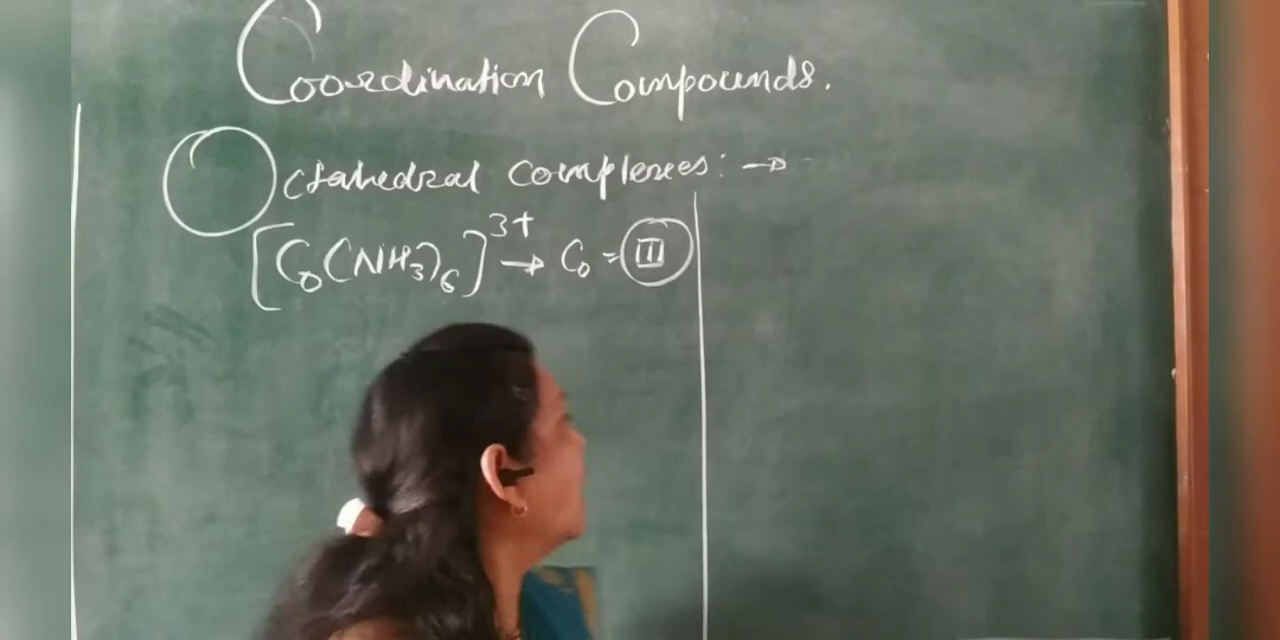 Coordination Compounds.
Octahedral complexes: →
[Co(NH₃)₆]³⁺ → Co = III